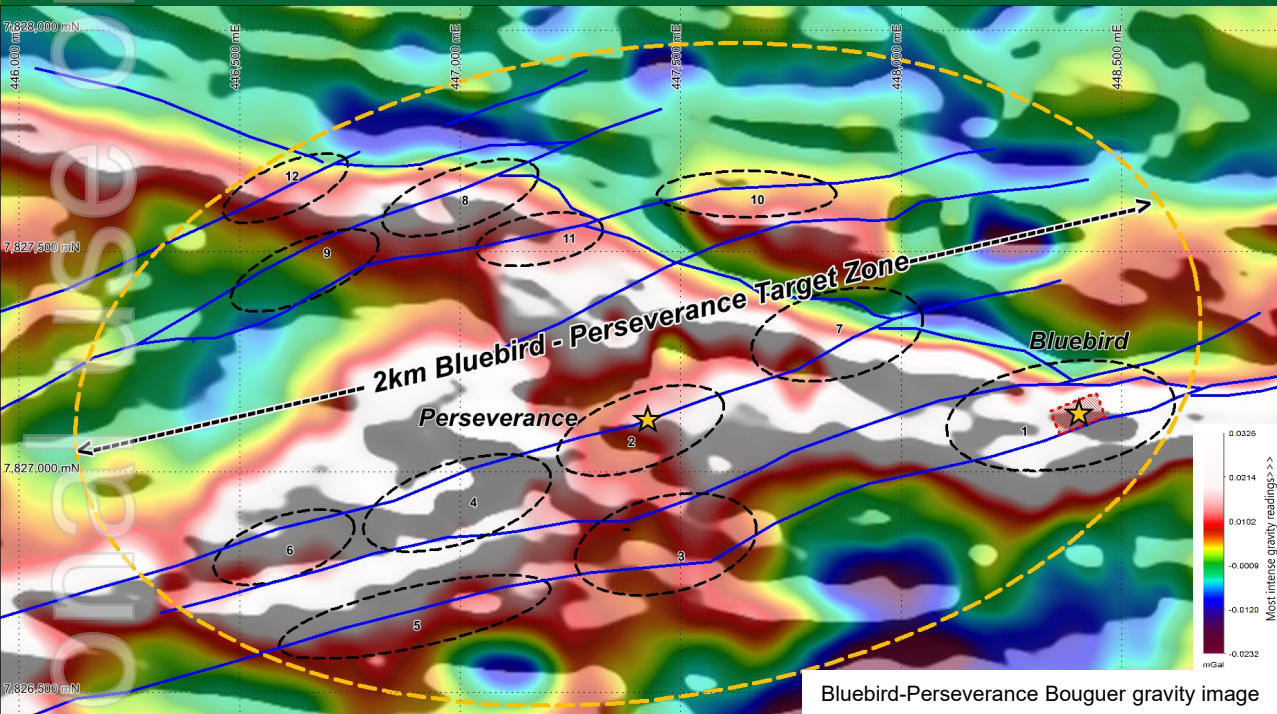 7,828,000 mN
446,000 mE
446,500 mE
447,000 mE
447,500 mE
448,000 mE
448,500 mE
12
8
10
11
9
7,827,500 mN
2km Bluebird - Perseverance Target Zone
7
Bluebird
Perseverance
1
2
7,827,000 mN
4
6
3
5
7,826,500 mN
0.0325
0.0214
0.0102
-0.0009
-0.0120
-0.0232
mGal
Most intense gravity readings>>>>
Bluebird-Perseverance Bouguer gravity image
onal use o